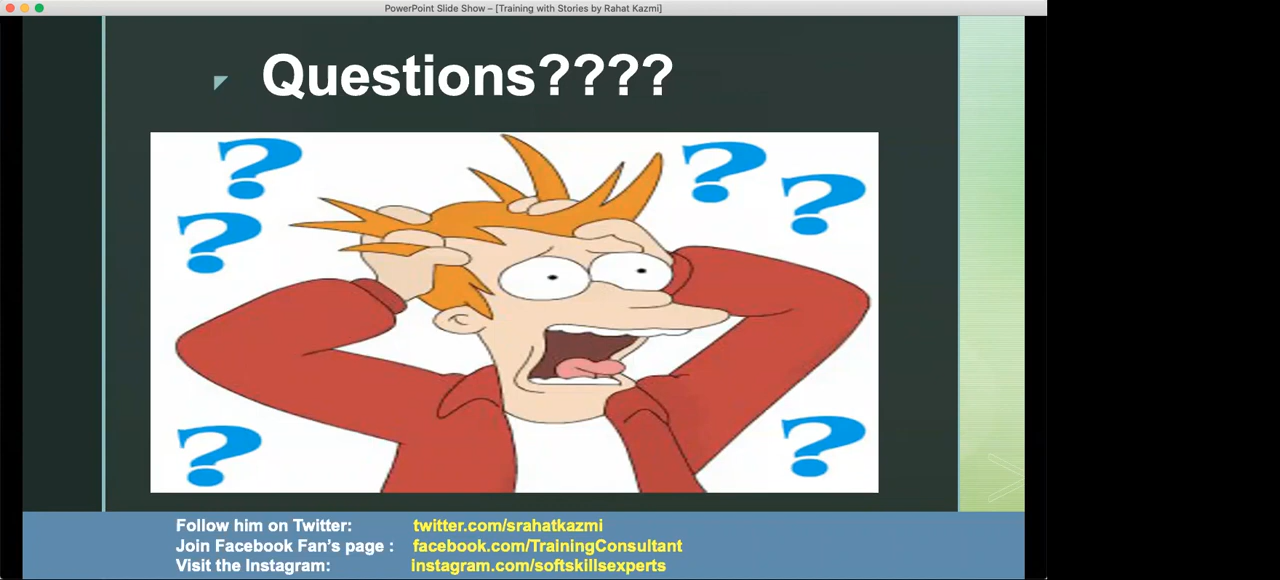 PowerPoint Slide Show – [Training with Stories by Rahat Kazmi]
Questions????
? ?
?
?
? ?
Follow him on Twitter: twitter.com/srahatkazmi
Join Facebook Fan's page : facebook.com/TrainingConsultant
Visit the Instagram: instagram.com/softskillsexperts